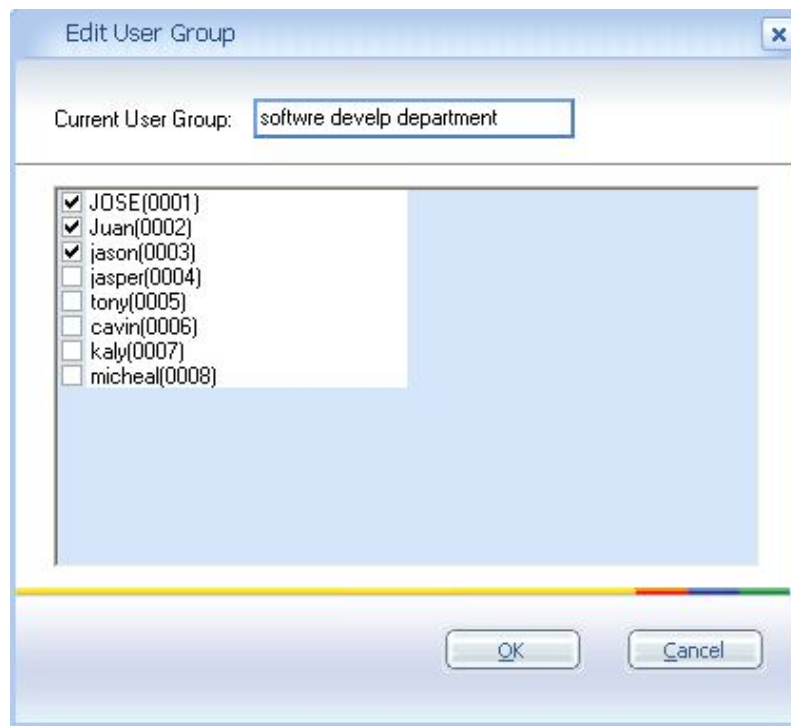 Edit User Group
Current User Group: softwre develp department
JOSE(0001)
Juan(0002)
jason(0003)
jasper(0004)
tony(0005)
cavin(0006)
kaly(0007)
micheal(0008)
OK Cancel